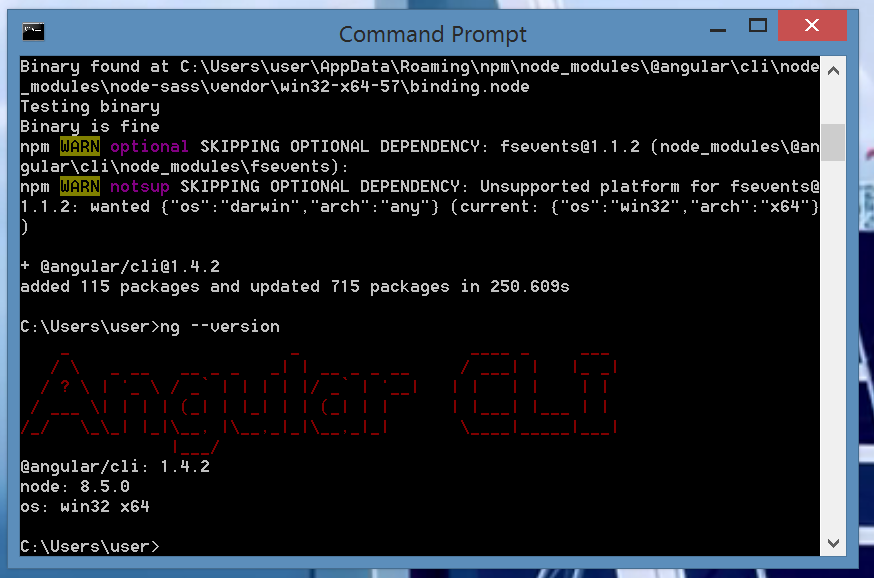 Command Prompt
Binary found at C:\Users\user\AppData\Roaming\npm\node_modules\@angular\cli\node
_modules\node-sass\vendor\win32-x64-57\binding.node
Testing binary
Binary is fine
npm WARN optional SKIPPING OPTIONAL DEPENDENCY: fsevents@1.1.2 (node_modules\@an
gular\cli\node_modules\fsevents):
npm WARN notsup SKIPPING OPTIONAL DEPENDENCY: Unsupported platform for fsevents@
1.1.2: wanted {"os":"darwin","arch":"any"} (current: {"os":"win32","arch":"x64"}
)
+ @angular/cli@1.4.2
added 115 packages and updated 715 packages in 250.609s
C:\Users\user>ng --version
Angular CLI
@angular/cli: 1.4.2
node: 8.5.0
os: win32 x64
C:\Users\user>